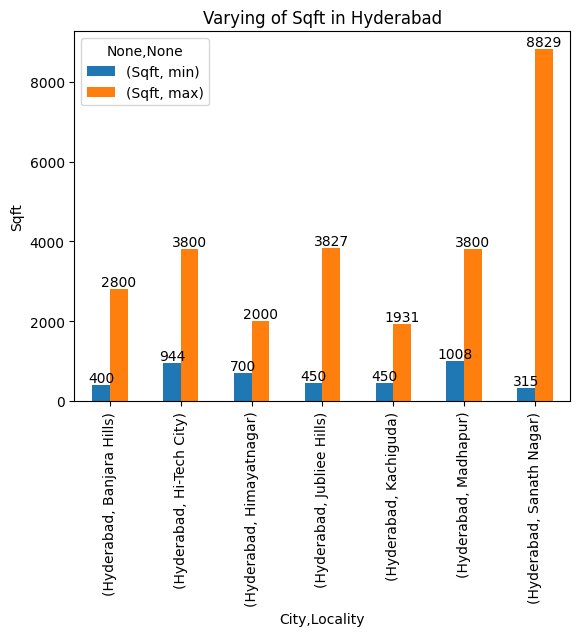 Varying of Sqft in Hyderabad
None,None
(Sqft, min)
(Sqft, max)
Sqft
8000
6000
4000
2000
0
400
2800
944
3800
700
2000
450
3827
450
1931
1008
3800
315
8829
(Hyderabad, Banjara Hills)
(Hyderabad, Hi-Tech City)
(Hyderabad, Himayatnagar)
(Hyderabad, Jubliee Hills)
(Hyderabad, Kachiguda)
(Hyderabad, Madhapur)
(Hyderabad, Sanath Nagar)
City,Locality